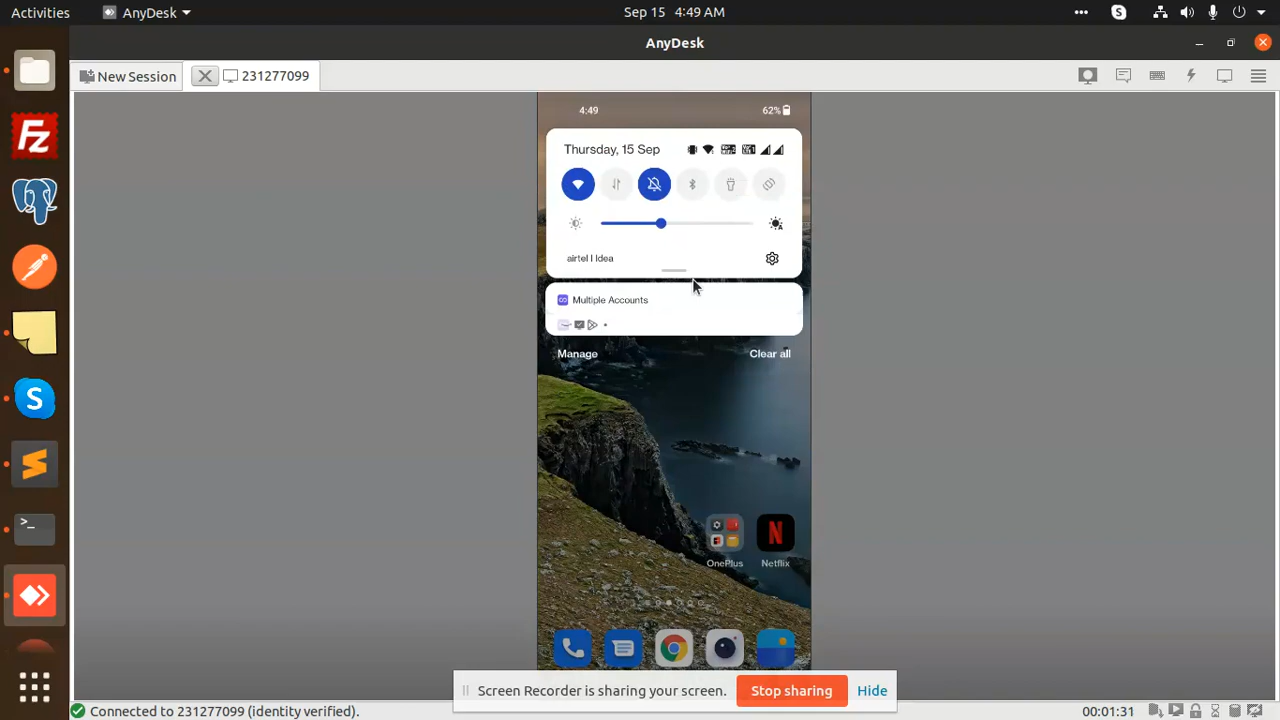 Activities
AnyDesk
Sep 15 4:49 AM
AnyDesk
New Session
231277099
4:49
62%
Thursday, 15 Sep
airtel | Idea
Multiple Accounts
Manage
Clear all
OnePlus
Netflix
Screen Recorder is sharing your screen.
Stop sharing
Hide
Connected to 231277099 (identity verified).
00:01:31